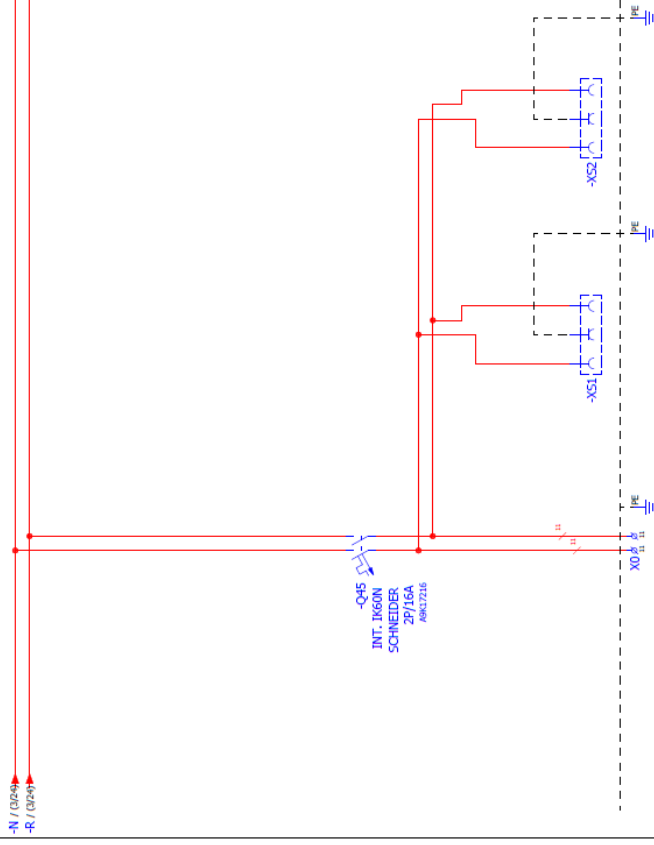 PE
-XS2
PE
-XS1
PE
11
11
11
11
X0
-Q45
INT. IK60N
SCHNEIDER
2P/16A
A9K17216
-N / (3/24)
-R / (3/24)